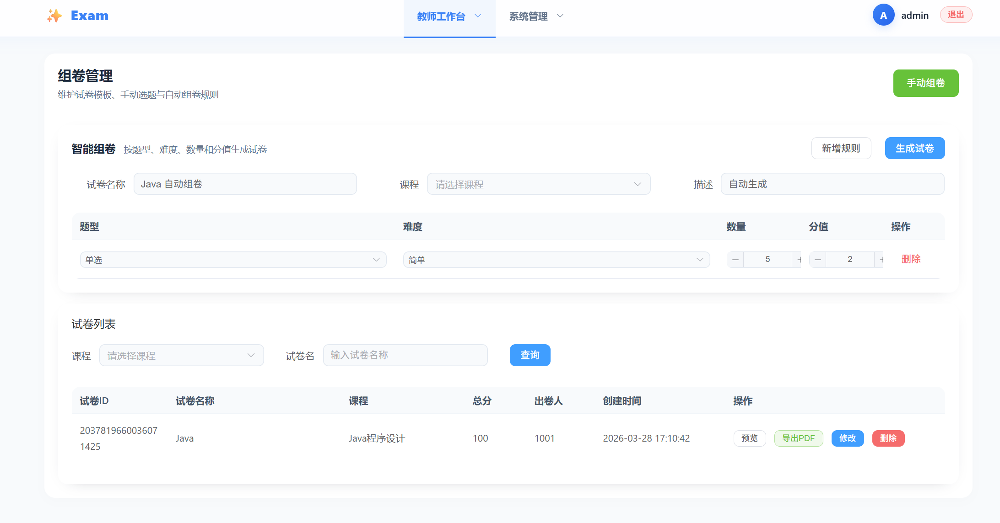 Exam
教师工作台
系统管理
A
admin
退出
组卷管理
维护试卷模板、手动选题与自动组卷规则
手动组卷
智能组卷 按题型、难度、数量和分值生成试卷
新增规则
生成试卷
试卷名称 Java 自动组卷
课程 请选择课程
描述 自动生成
题型 难度 数量 分值 操作
单选 简单 — 5 + — 2 + 删除
试卷列表
课程 请选择课程 试卷名 输入试卷名称 查询
试卷ID 试卷名称 课程 总分 出卷人 创建时间 操作
203781966003607
1425
Java Java程序设计 100 1001 2026-03-28 17:10:42 预览 导出PDF 修改 删除